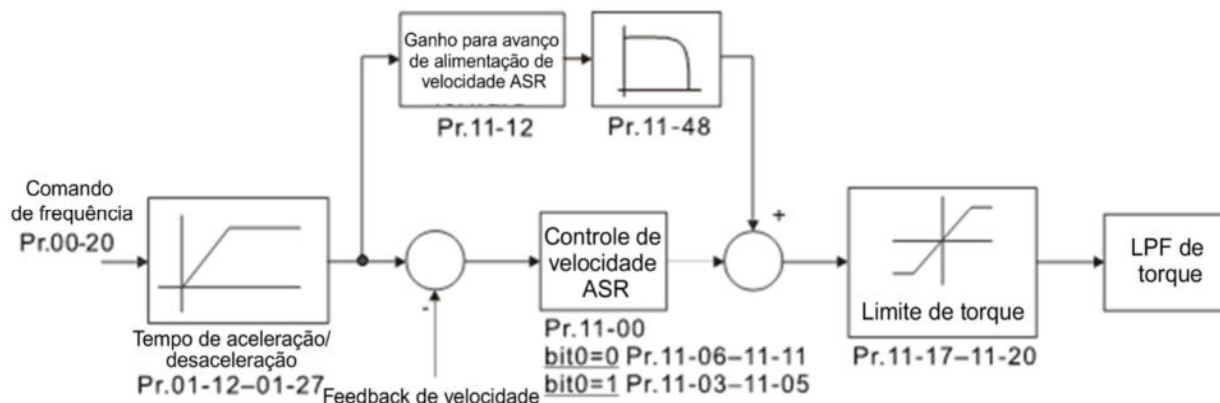 Ganho para avanço
de alimentação de
velocidade ASR
Pr.11-12
Pr.11-48
Comando
de frequência
Pr.00-20
Tempo de aceleração/
desaceleração
Pr.01-12–01-27
-
Feedback de velocidade
Controle de
velocidade
ASR
Pr.11-00
bit0=0 Pr.11-06–11-11
bit0=1 Pr.11-03–11-05
+
Limite de torque
Pr.11-17–11-20
LPF de
torque